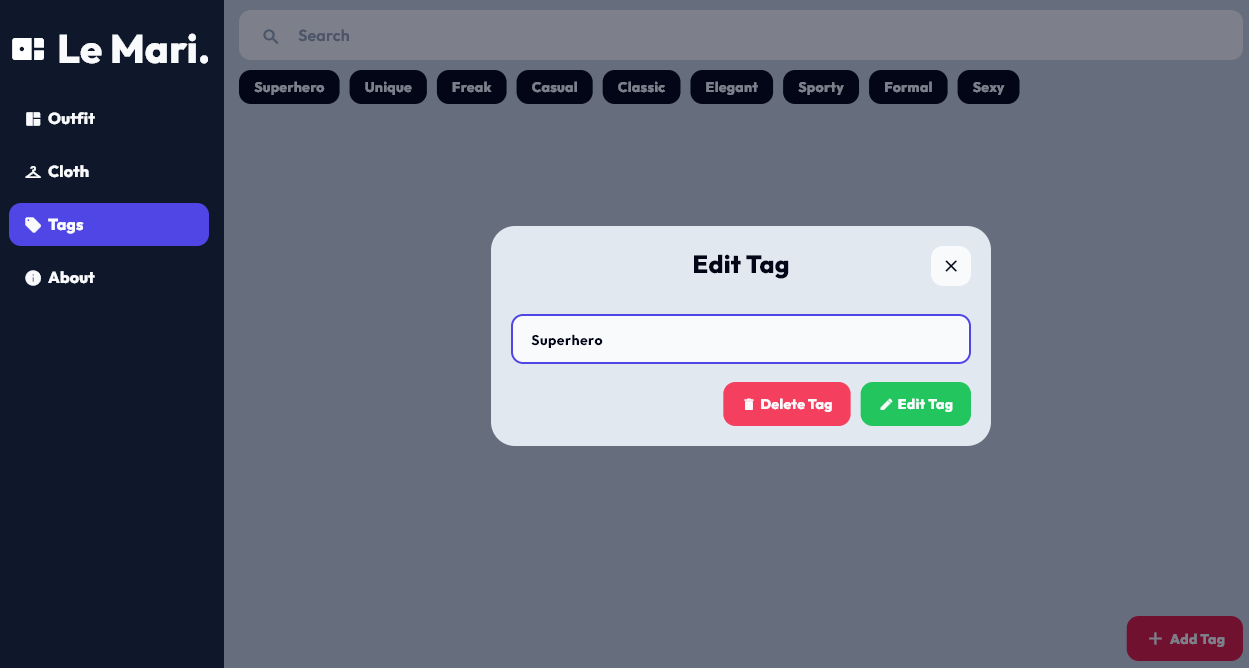 Le Mari.
Outfit
Cloth
Tags
About
Search
Superhero Unique Freak Casual Classic Elegant Sporty Formal Sexy
Edit Tag
Superhero
Delete Tag Edit Tag
Add Tag